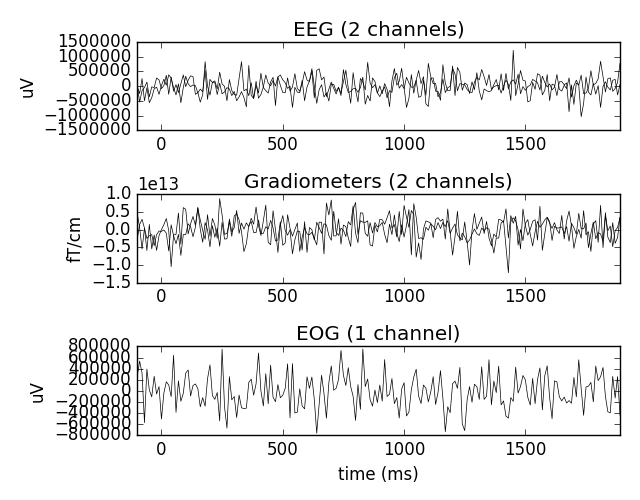 EEG (2 channels)
1500000
1000000
500000
0
−500000
−1000000
−1500000
uV
0 500 1000 1500
1e13
Gradiometers (2 channels)
1.0
0.5
0.0
−0.5
−1.0
−1.5
fT/cm
0 500 1000 1500
EOG (1 channel)
800000
600000
400000
200000
0
−200000
−400000
−600000
−800000
uV
0 500 1000 1500
time (ms)